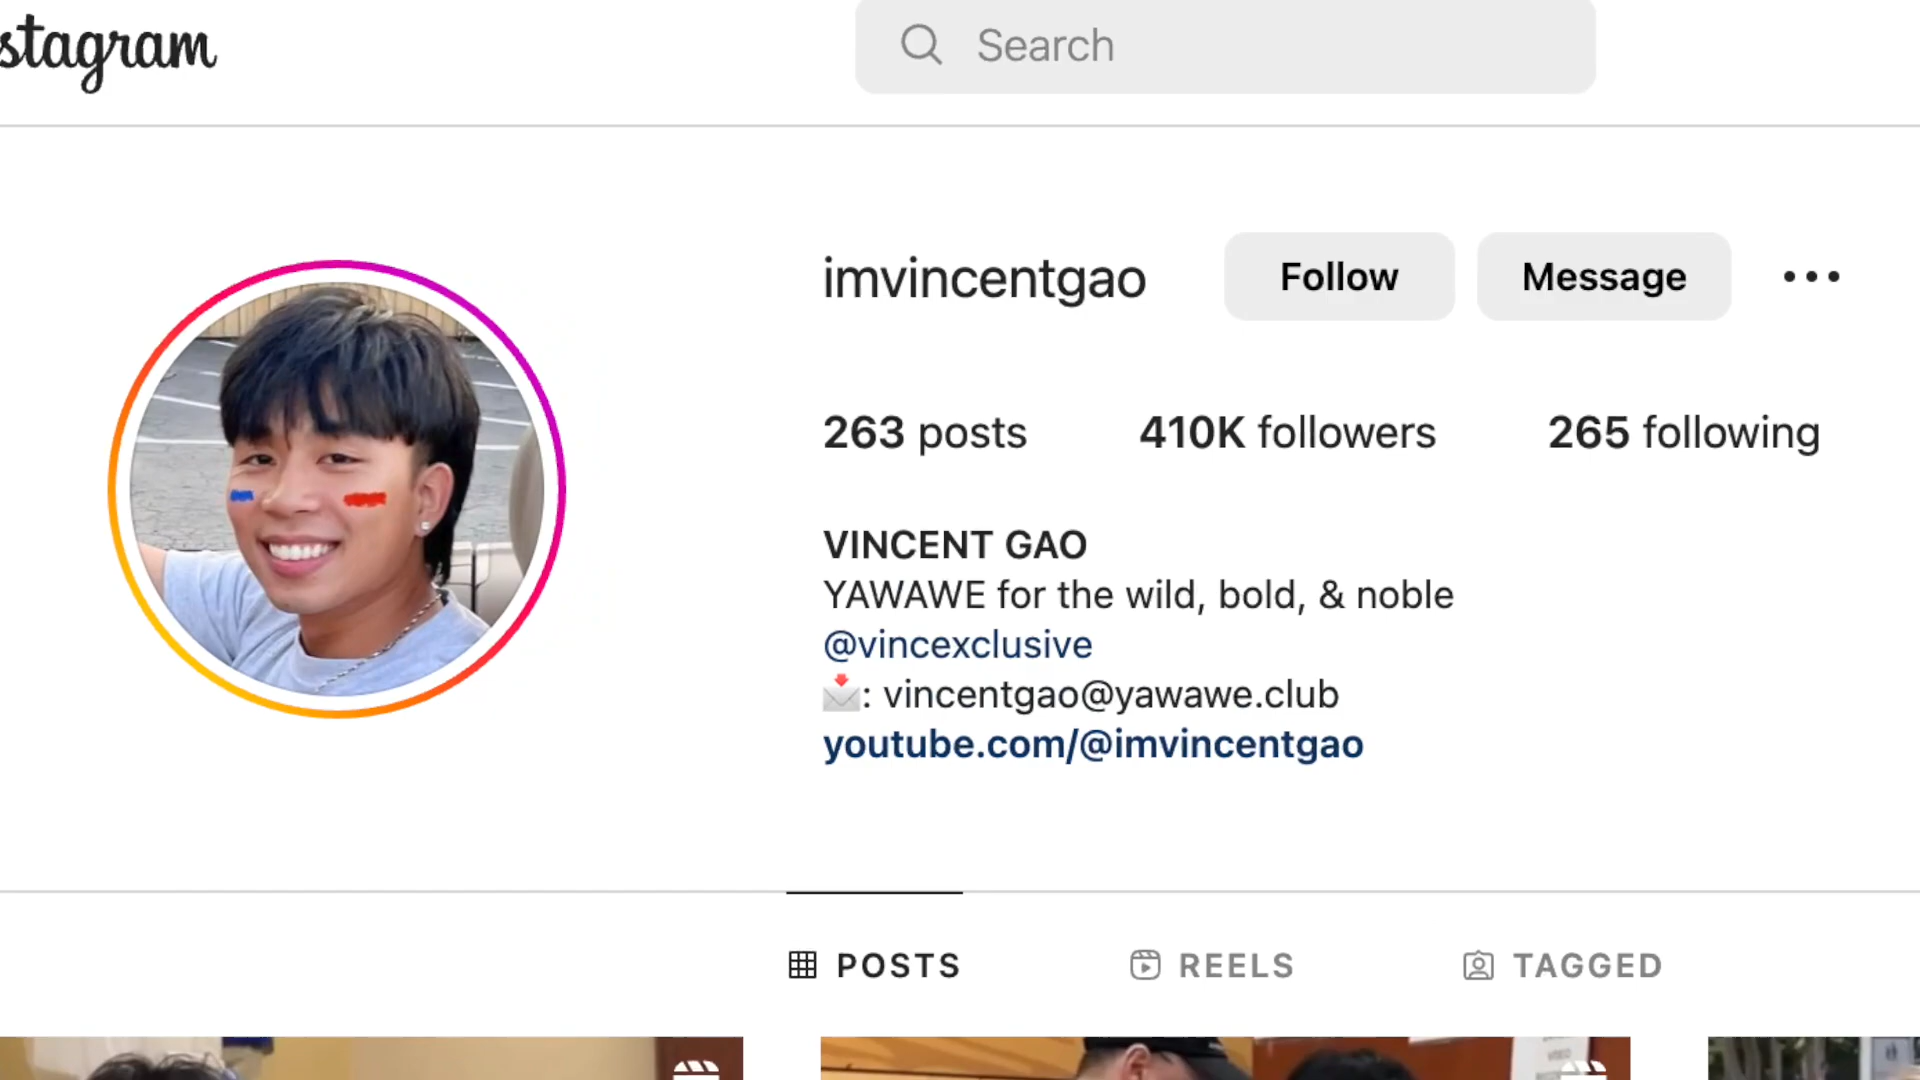 stagram
Search
imvincentgao
Follow
Message
263 posts
410K followers
265 following
VINCENT GAO
YAWAWE for the wild, bold, & noble
@vincexclusive
: vincentgao@yawawe.club
youtube.com/@imvincentgao
POSTS
REELS
TAGGED